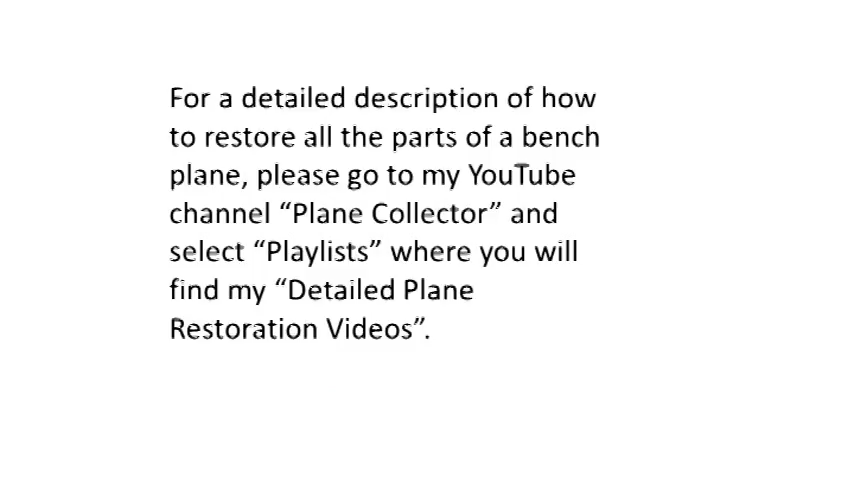 For a detailed description of how
to restore all the parts of a bench
plane, please go to my YouTube
channel “Plane Collector” and
select “Playlists” where you will
find my “Detailed Plane
Restoration Videos”.